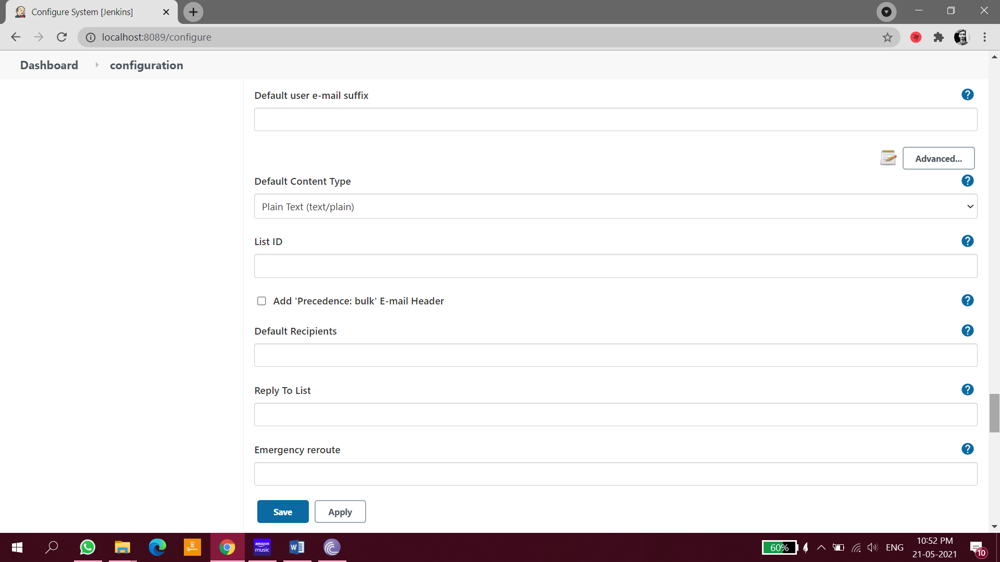 Configure System [Jenkins]
localhost:8089/configure
Dashboard
configuration
Default user e-mail suffix
Advanced...
Default Content Type
Plain Text (text/plain)
List ID
Add 'Precedence: bulk' E-mail Header
Default Recipients
Reply To List
Emergency reroute
Save
Apply
amazon
music
60%
ENG
10:52 PM
21-05-2021
10